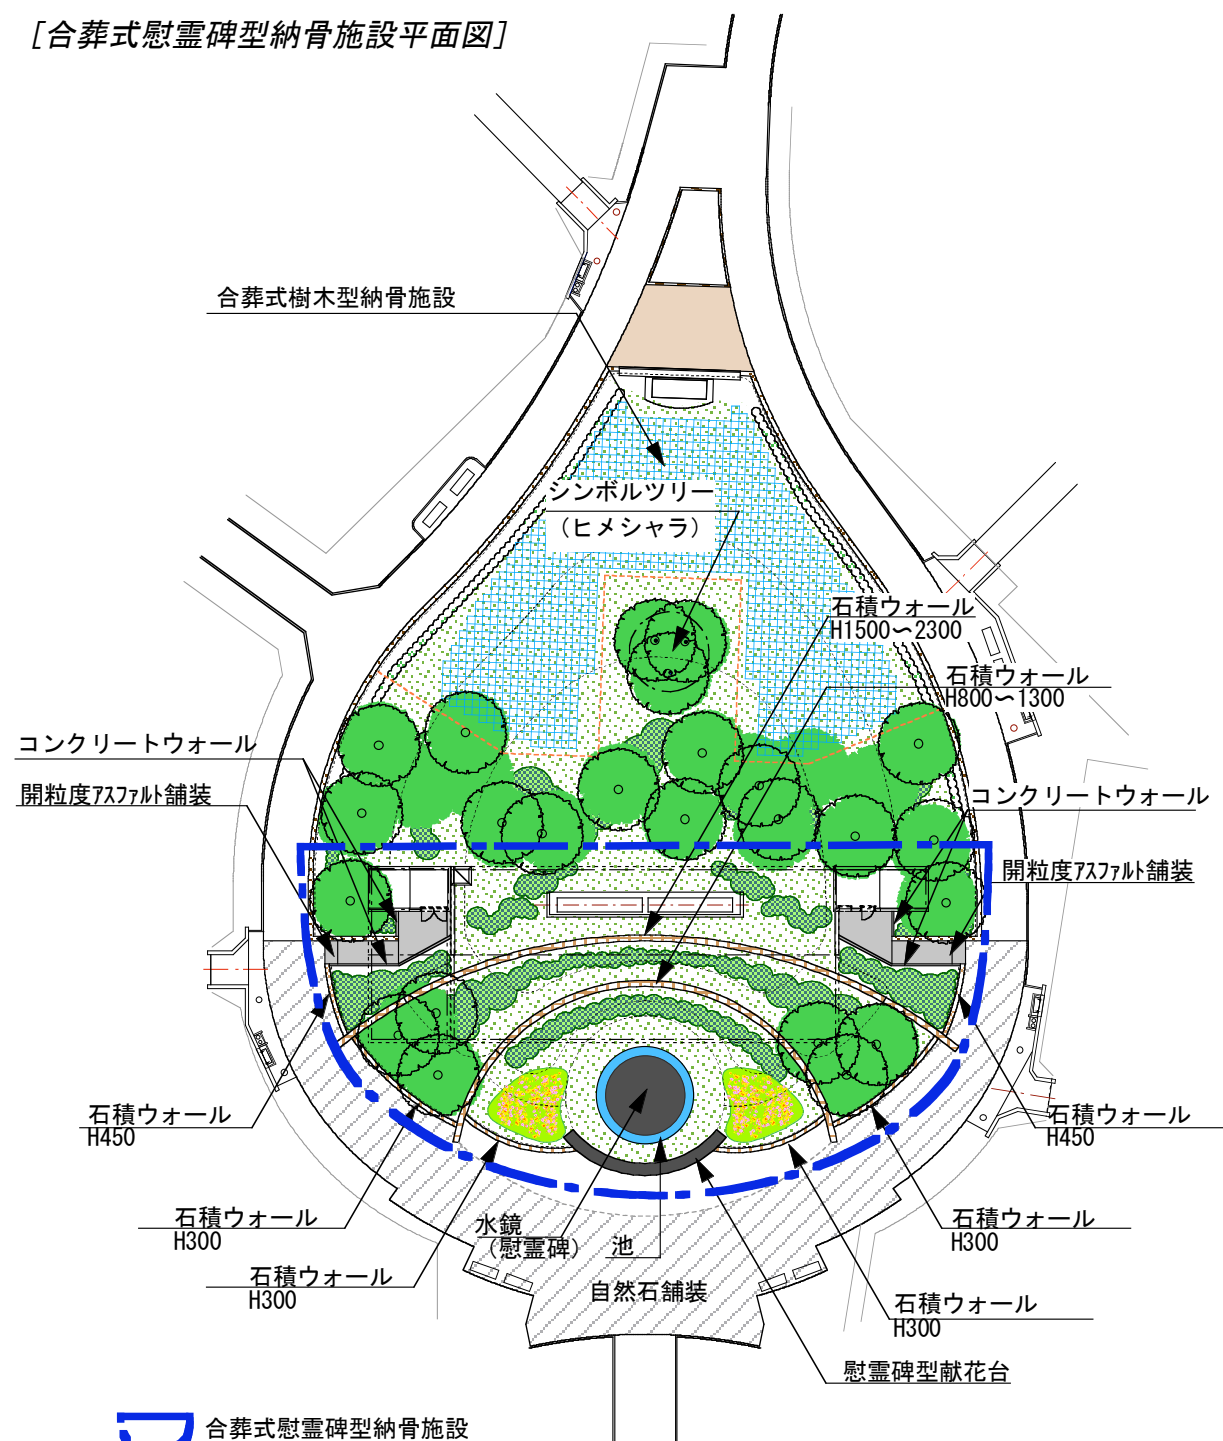 [合葬式慰霊碑型納骨施設平面図]
合葬式樹木型納骨施設
シンボルツリー
（ヒメシャラ）
石積ウォール
H1500～2300
石積ウォール
H800～1300
コンクリートウォール
開粒度ｱｽﾌｧﾙﾄ舗装
コンクリートウォール
開粒度ｱｽﾌｧﾙﾄ舗装
石積ウォール
H450
石積ウォール
H450
石積ウォール
H300
水鏡
（慰霊碑）
池
石積ウォール
H300
石積ウォール
H300
自然石舗装
石積ウォール
H300
慰霊碑型献花台
合葬式慰霊碑型納骨施設